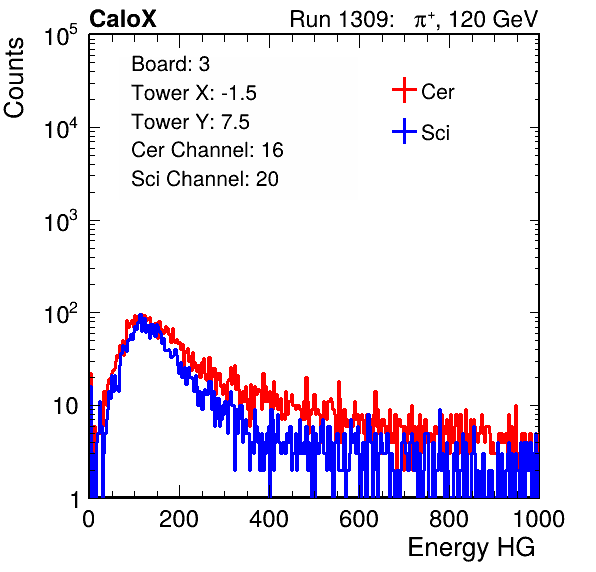 CaloX Run 1309: π⁺, 120 GeV
Counts
Board: 3
Tower X: -1.5
Tower Y: 7.5
Cer Channel: 16
Sci Channel: 20
Cer
Sci
10⁵
10⁴
10³
10²
10
1
0 200 400 600 800 1000
Energy HG